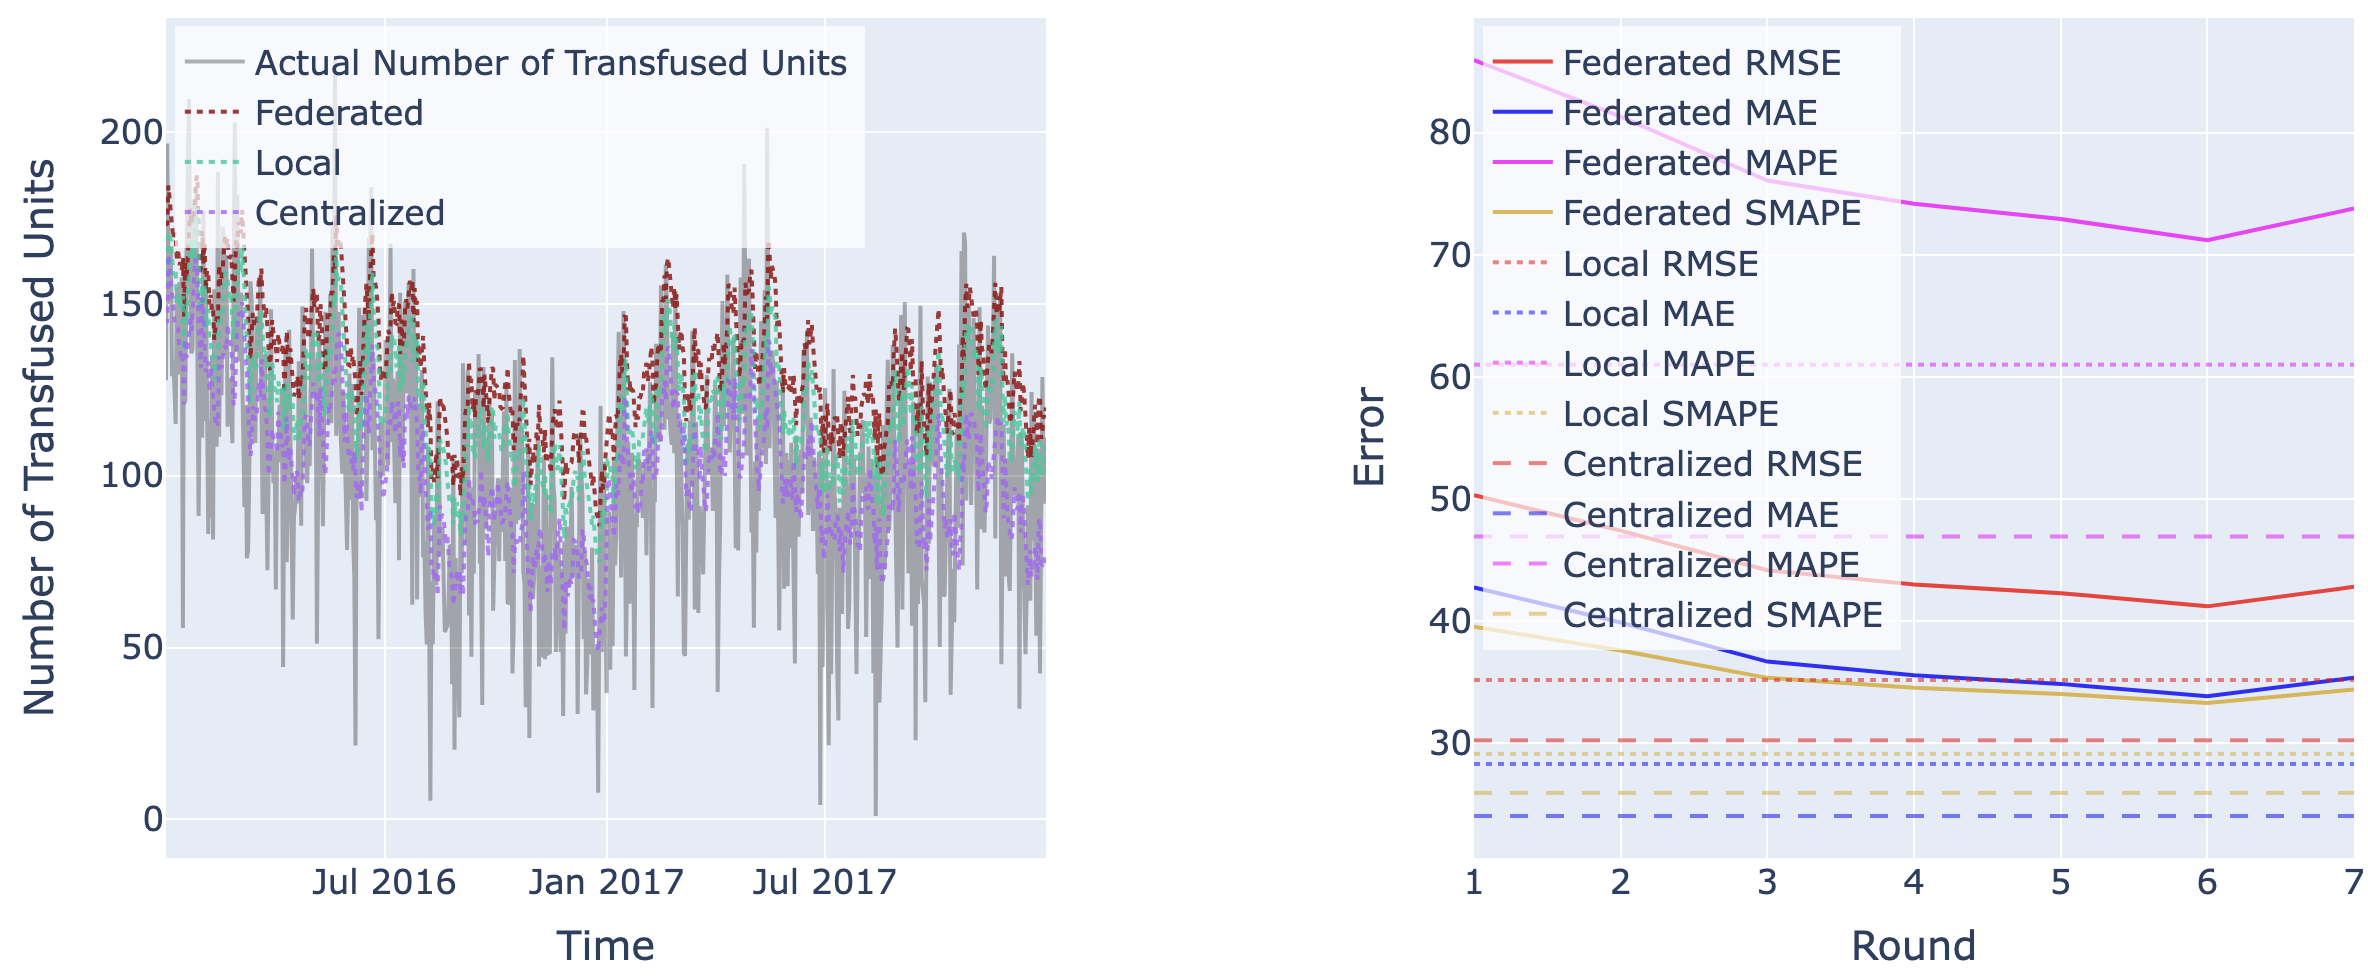 Number of Transfused Units
200
150
100
50
0
Actual Number of Transfused Units
Federated
Local
Centralized
Jul 2016
Jan 2017
Jul 2017
Time
Error
80
70
60
50
40
30
Federated RMSE
Federated MAE
Federated MAPE
Federated SMAPE
Local RMSE
Local MAE
Local MAPE
Local SMAPE
Centralized RMSE
Centralized MAE
Centralized MAPE
Centralized SMAPE
1
2
3
4
5
6
7
Round